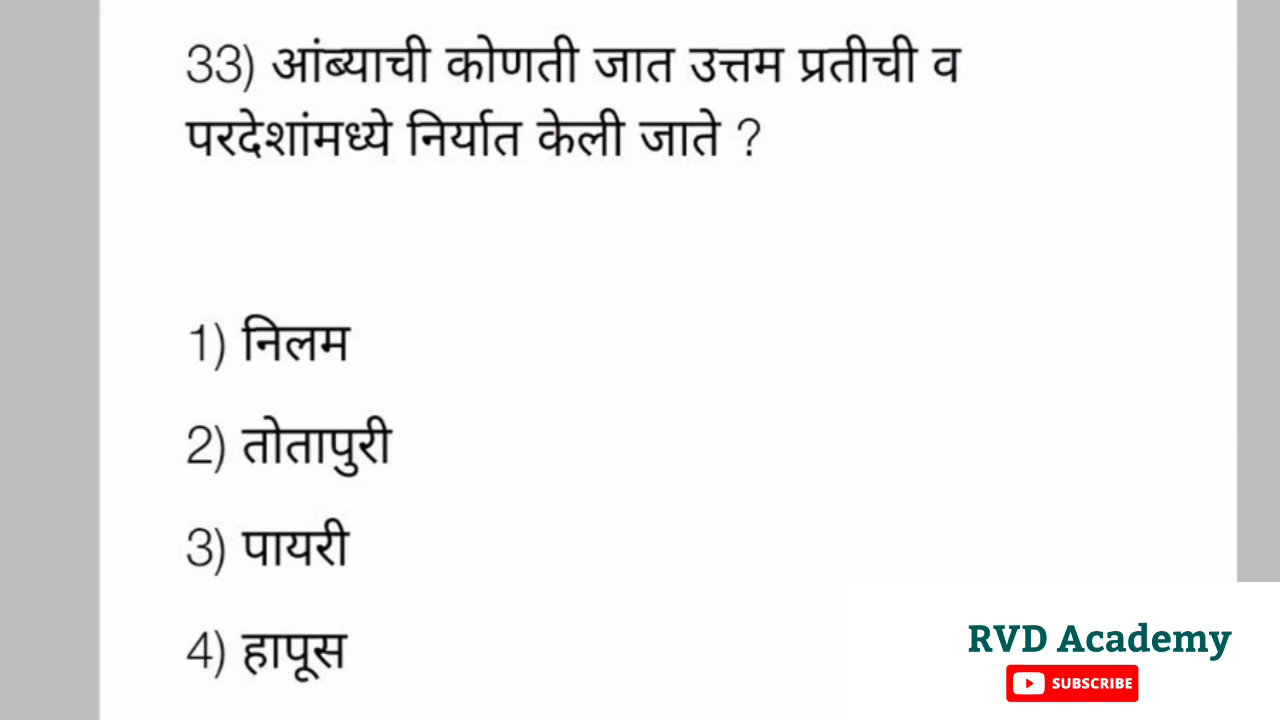 33) आंब्याची कोणती जात उत्तम प्रतीची व
परदेशांमध्ये निर्यात केली जाते ?
1) निलम
2) तोतापुरी
3) पायरी
4) हापूस
RVD Academy
SUBSCRIBE